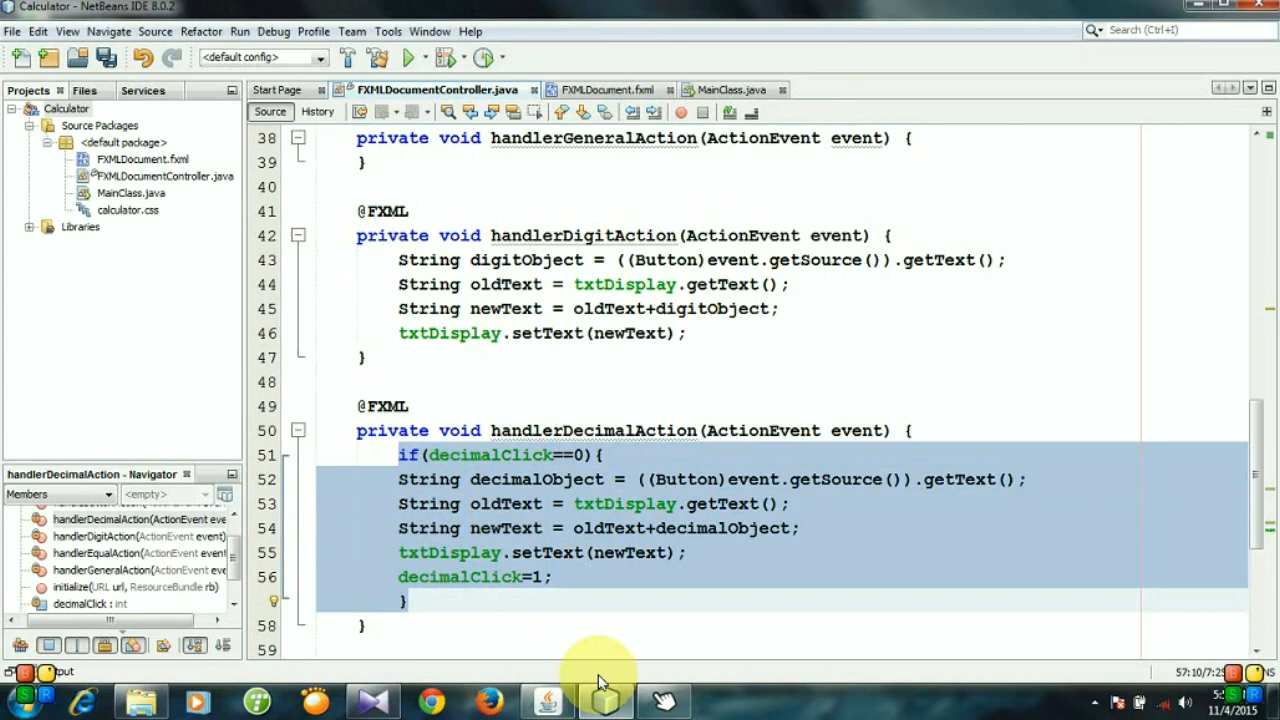 Calculator - NetBeans IDE 8.0.2
File Edit View Navigate Source Refactor Run Debug Profile Team Tools Window Help
Search (Ctrl+I)
<default config>
Projects Files Services
Start Page FXMLDocumentController.java FXMLDocument.fxml MainClass.java
Source History
Calculator
Source Packages
<default package>
FXMLDocument.fxml
FXMLDocumentController.java
MainClass.java
calculator.css
Libraries
38 private void handlerGeneralAction(ActionEvent event) {
39 }
40
41 @FXML
42 private void handlerDigitAction(ActionEvent event) {
43 String digitObject = ((Button)event.getSource()).getText();
44 String oldText = txtDisplay.getText();
45 String newText = oldText+digitObject;
46 txtDisplay.setText(newText);
47 }
48
49 @FXML
50 private void handlerDecimalAction(ActionEvent event) {
51 if(decimalClick==0){
52 String decimalObject = ((Button)event.getSource()).getText();
53 String oldText = txtDisplay.getText();
54 String newText = oldText+decimalObject;
55 txtDisplay.setText(newText);
56 decimalClick=1;
}
58 }
59
handlerDecimalAction - Navigator
Members <empty>
handlerDecimalAction(ActionEvent eve
handlerDigitAction(ActionEvent event)
handlerEqualAction(ActionEvent event
handlerGeneralAction(ActionEvent eve
initialize(URL url, ResourceBundle rb)
decimalClick : int
11/4/2015